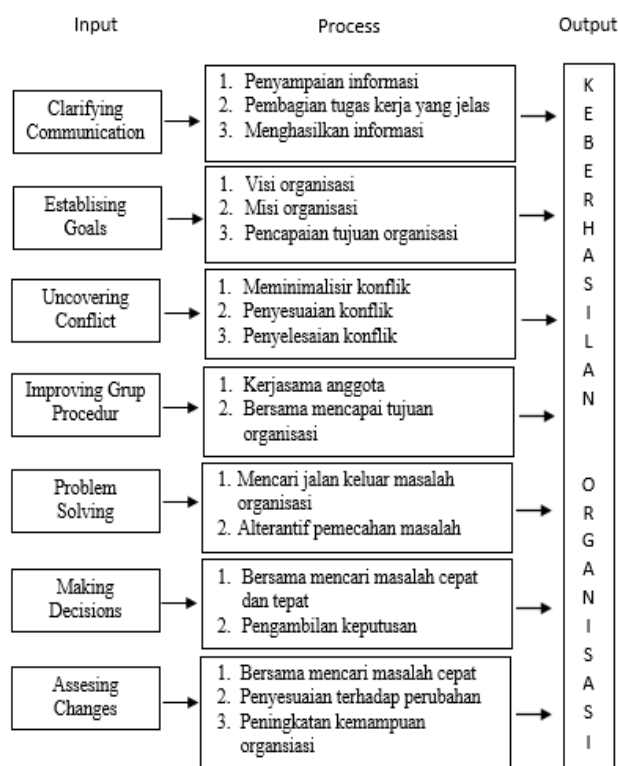 Input
Process
Output
Clarifying
Communication
1. Penyampaian informasi
2. Pembagian tugas kerja yang jelas
3. Menghasilkan informasi
Establising
Goals
1. Visi organisasi
2. Misi organisasi
3. Pencapaian tujuan organisasi
Uncovering
Conflict
1. Meminimalisir konflik
2. Penyesuaian konflik
3. Penyelesaian konflik
Improving Grup
Procedur
1. Kerjasama anggota
2. Bersama mencapai tujuan
organisasi
Problem
Solving
1. Mencari jalan keluar masalah
organisasi
2. Alterantif pemecahan masalah
Making
Decisions
1. Bersama mencari masalah cepat
dan tepat
2. Pengambilan keputusan
Assesing
Changes
1. Bersama mencari masalah cepat
2. Penyesuaian terhadap perubahan
3. Peningkatan kemampuan
organsiasi
KEBERHASILAN ORGANISASI